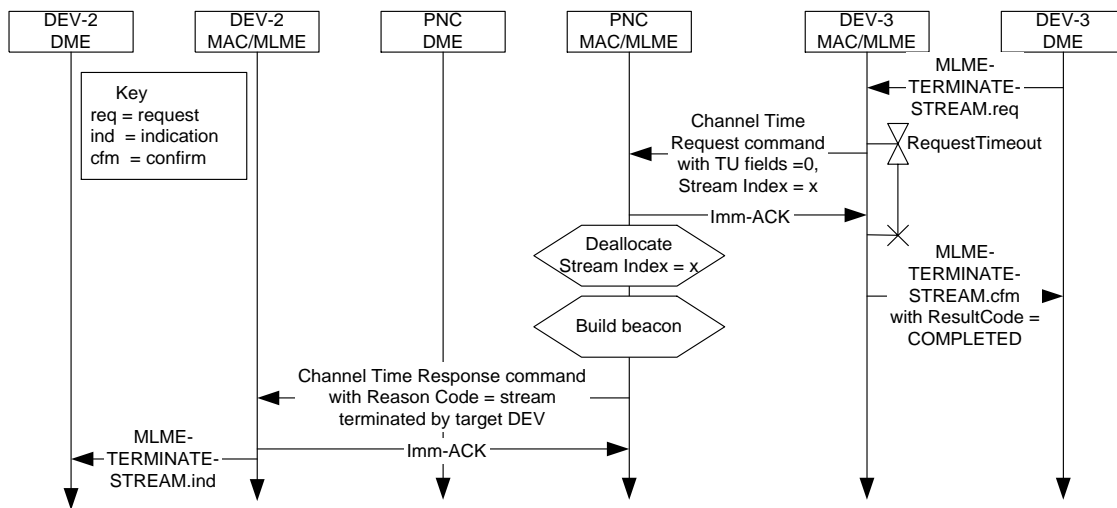 DEV-2
DME
DEV-2
MAC/MLME
PNC
DME
PNC
MAC/MLME
DEV-3
MAC/MLME
DEV-3
DME
Key
req = request
ind = indication
cfm = confirm
MLME-
TERMINATE-
STREAM.req
Channel Time
Request command
with TU fields =0,
Stream Index = x
RequestTimeout
Imm-ACK
Deallocate
Stream Index = x
MLME-
TERMINATE-
STREAM.cfm
with ResultCode =
COMPLETED
Build beacon
Channel Time Response command
with Reason Code = stream
terminated by target DEV
Imm-ACK
MLME-
TERMINATE-
STREAM.ind